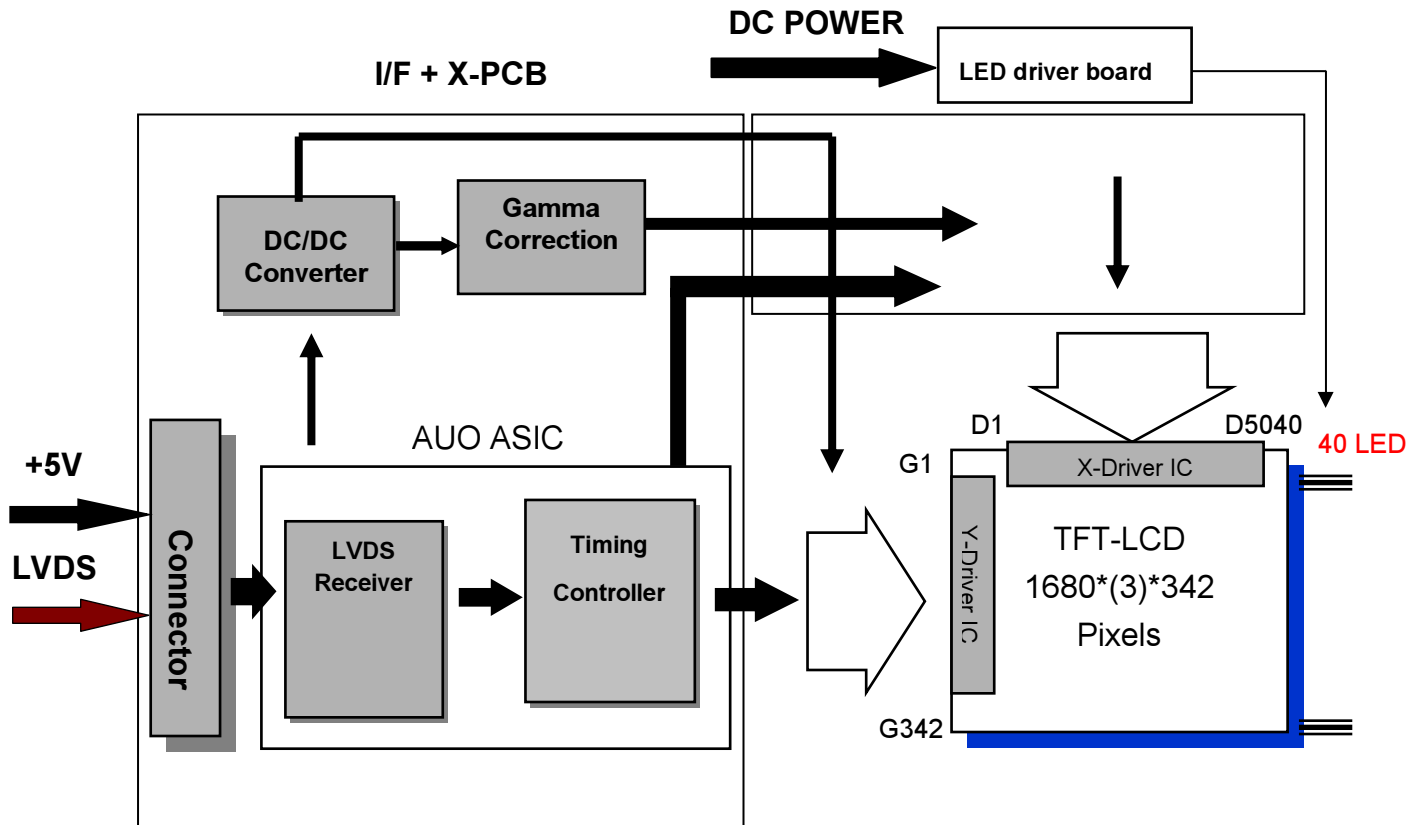 DC POWER
LED driver board
I/F + X-PCB
Gamma
Correction
DC/DC
Converter
AUO ASIC
D1
D5040
40 LED
+5V
G1
X-Driver IC
Connector
LVDS
Receiver
Timing
Controller
Y-Driver IC
TFT-LCD
1680*(3)*342
Pixels
LVDS
G342